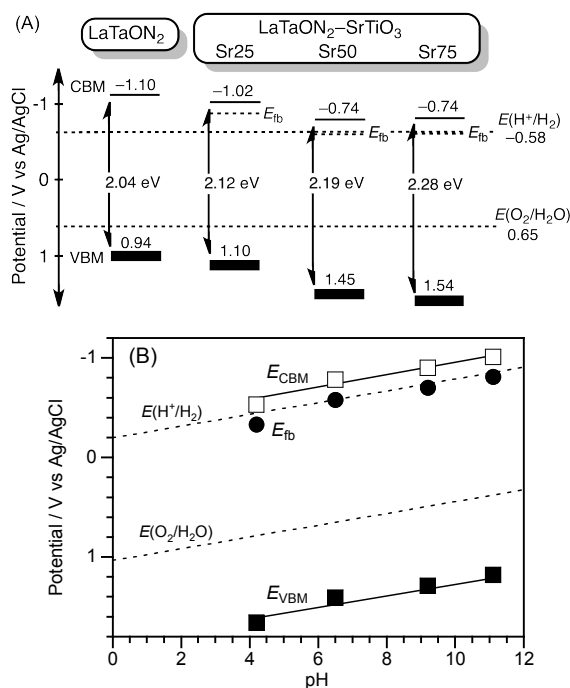 (A)
LaTaON₂
LaTaON₂–SrTiO₃
Sr25 Sr50 Sr75
Potential / V vs Ag/AgCl
-1
0
1
CBM
VBM
−1.10
2.04 eV
0.94
−1.02
Efb
2.12 eV
1.10
−0.74
Efb
2.19 eV
1.45
−0.74
Efb
2.28 eV
1.54
E(H⁺/H₂)
−0.58
E(O₂/H₂O)
0.65
(B)
Potential / V vs Ag/AgCl
-1
0
1
ECBM
E(H⁺/H₂)
Efb
E(O₂/H₂O)
EVBM
0 2 4 6 8 10 12
pH